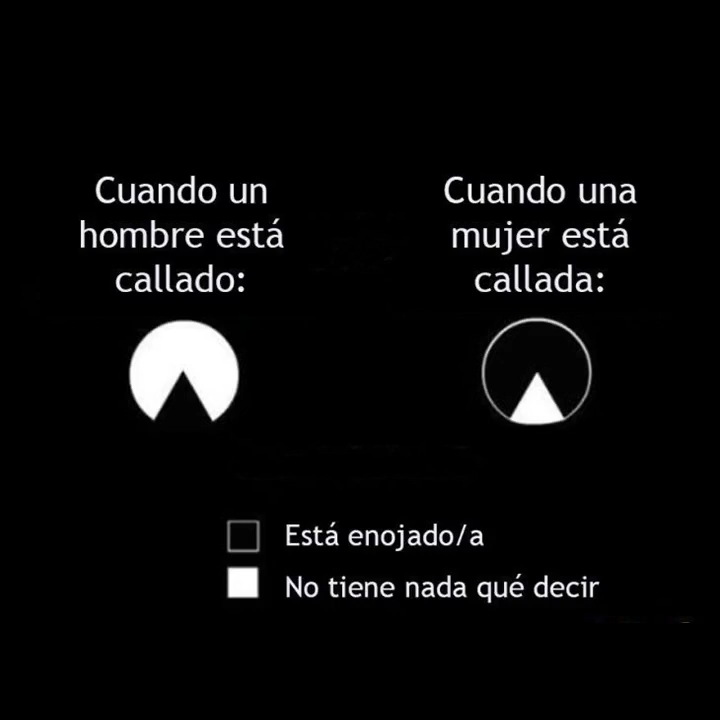 Cuando un
hombre está
callado:
Cuando una
mujer está
callada:
Está enojado/a
No tiene nada qué decir